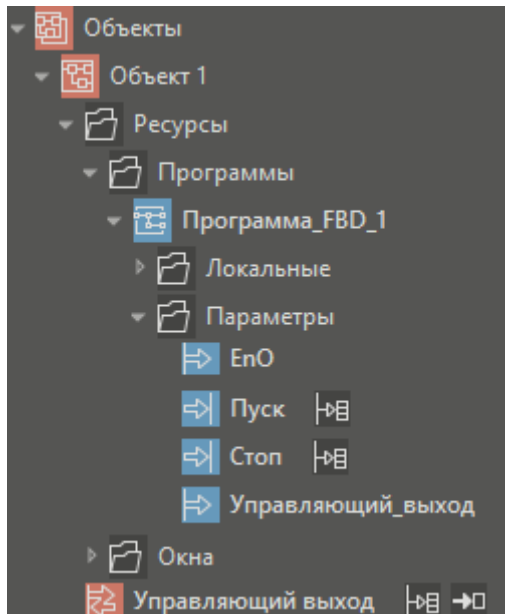 Объекты
Объект 1
Ресурсы
Программы
Программа_FBD_1
Локальные
Параметры
EnO
Пуск
Стоп
Управляющий_выход
Окна
Управляющий выход